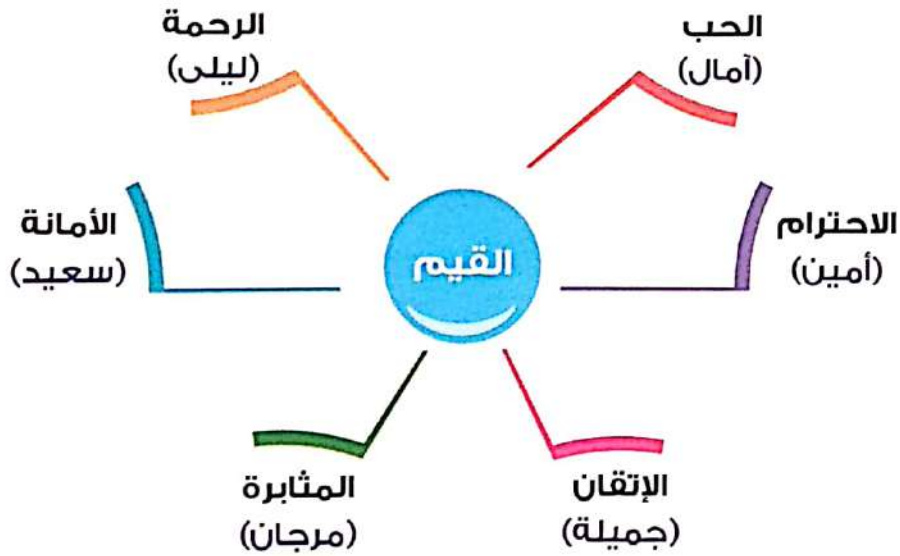 الحب
(آمال)
الرحمة
(ليلى)
الاحترام
(أمين)
القيم
الأمانة
(سعيد)
الإتقان
(جميلة)
المثابرة
(مرجان)